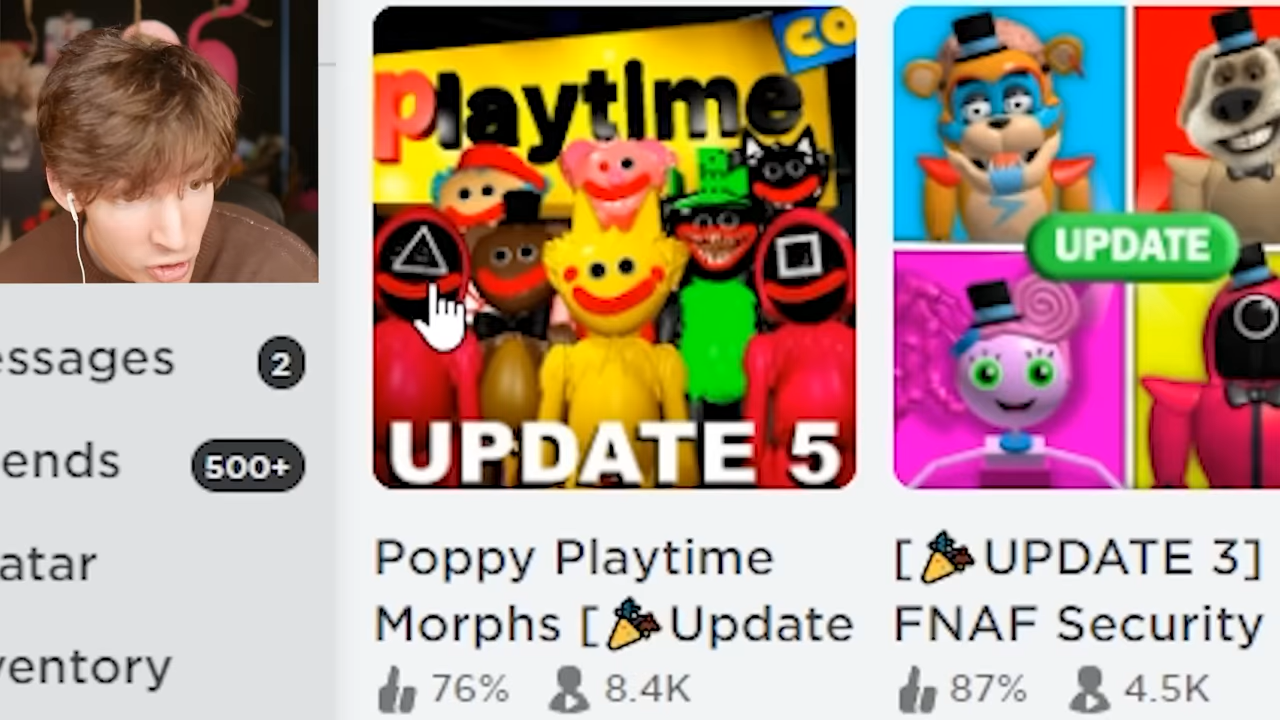 CO
Playtime
UPDATE
UPDATE 5
essages 2
ends 500+
atar
ventory
Poppy Playtime
Morphs [🎉Update
76% 8.4K
[🎉UPDATE 3]
FNAF Security
87% 4.5K